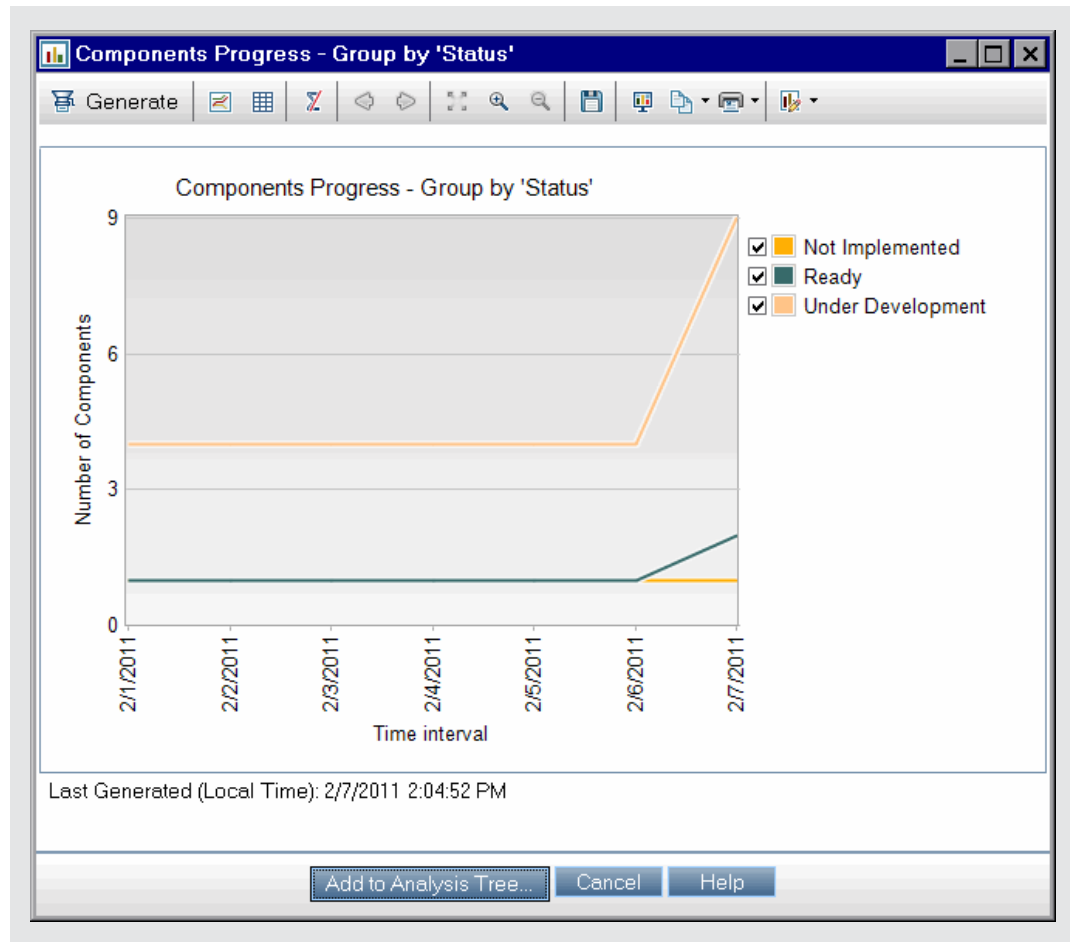 Components Progress - Group by 'Status'
Generate
Components Progress - Group by 'Status'
9
6
3
0
Number of Components
Not Implemented
Ready
Under Development
2/1/2011
2/2/2011
2/3/2011
2/4/2011
2/5/2011
2/6/2011
2/7/2011
Time interval
Last Generated (Local Time): 2/7/2011 2:04:52 PM
Add to Analysis Tree... Cancel Help